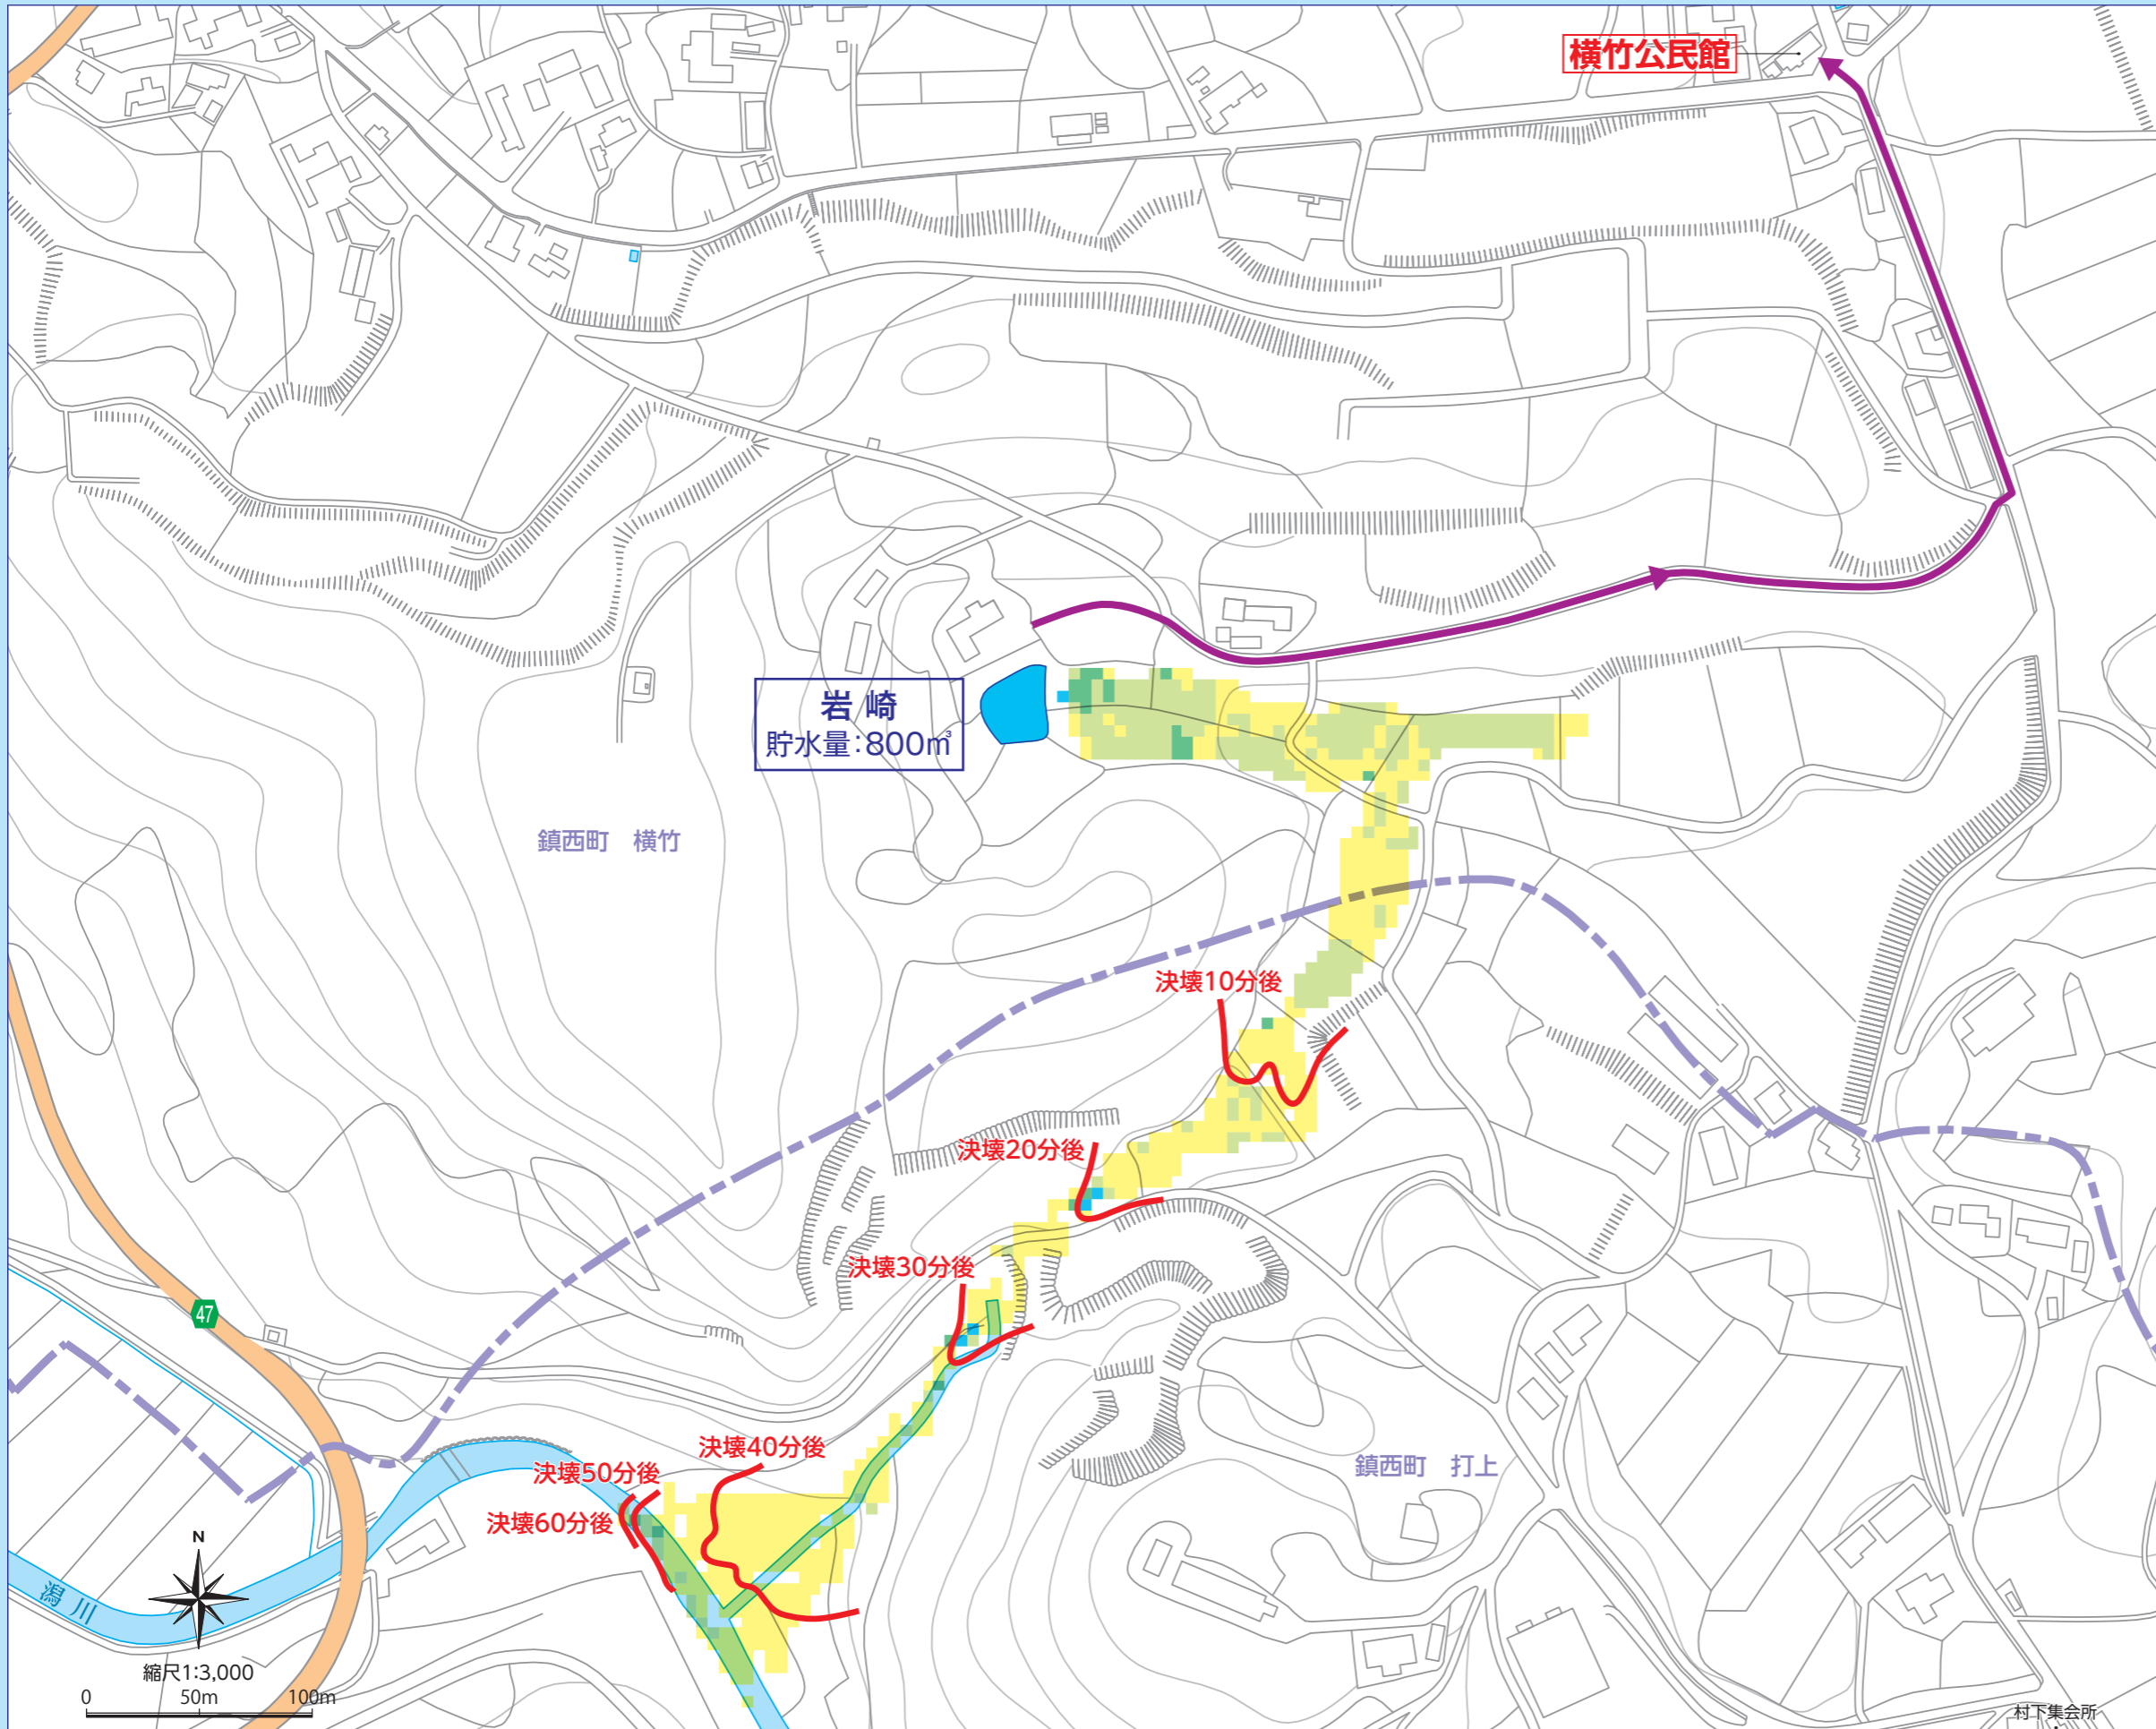 横竹公民館
岩 崎
貯水量：800㎥
鎮西町　横竹
決壊10分後
決壊20分後
決壊30分後
47
決壊40分後
決壊50分後
決壊60分後
鎮西町　打上
潟川
N
縮尺1:3,000
0 50m 100m
村下集会所